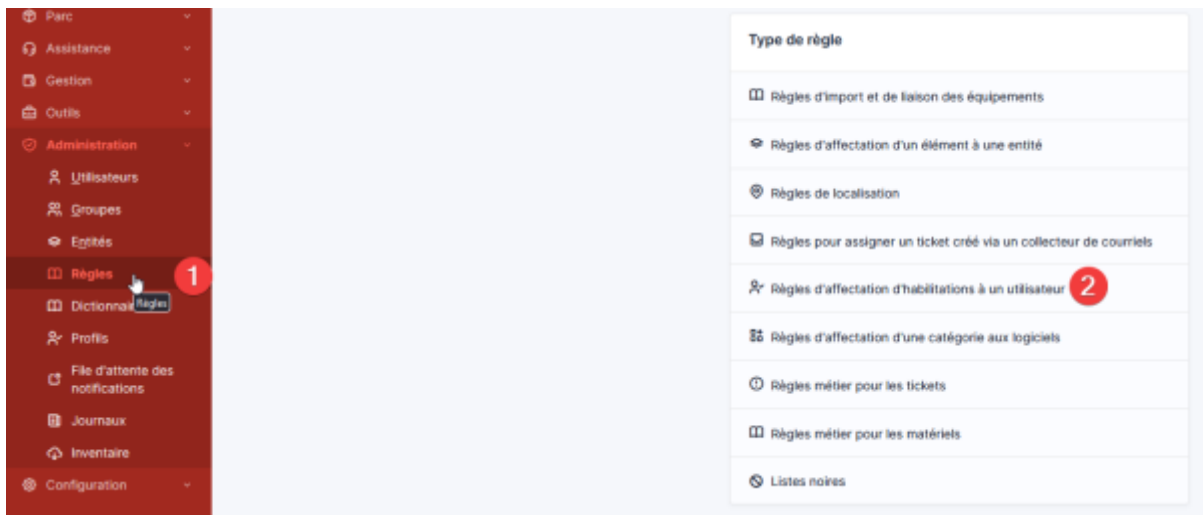 Parc
Assistance
Gestion
Outils
Administration
Utilisateurs
Groupes
Entités
Règles
1
Dictionnai
Règles
Profils
File d'attente des
notifications
Journaux
Inventaire
Configuration
Type de règle
Règles d'import et de liaison des équipements
Règles d'affectation d'un élément à une entité
Règles de localisation
Règles pour assigner un ticket créé via un collecteur de courriels
Règles d'affectation d'habilitations à un utilisateur 2
Règles d'affectation d'une catégorie aux logiciels
Règles métier pour les tickets
Règles métier pour les matériels
Listes noires